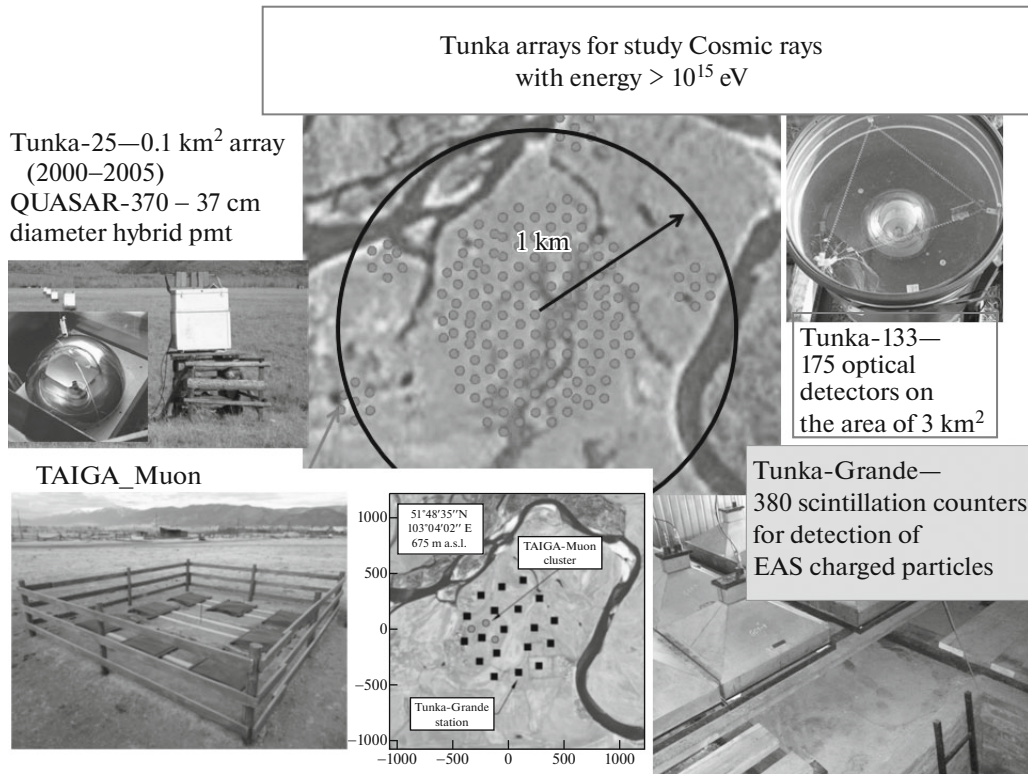 Tunka arrays for study Cosmic rays
with energy > 10¹⁵ eV
Tunka-25—0.1 km² array
(2000–2005)
QUASAR-370 – 37 cm
diameter hybrid pmt
1 km
Tunka-133—
175 optical
detectors on
the area of 3 km²
TAIGA_Muon
Tunka-Grande—
380 scintillation counters
for detection of
EAS charged particles
51°48′35′′N
103°04′02′′ E
675 m a.s.l.
TAIGA-Muon
cluster
Tunka-Grande
station
1000
500
0
−500
−1000
−1000 −500 0 500 1000